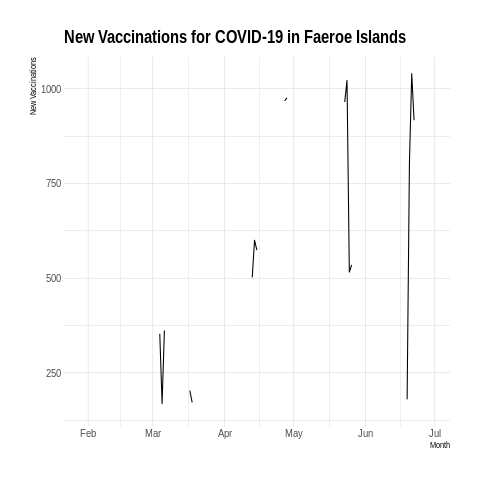 New Vaccinations for COVID-19 in Faeroe Islands
New Vaccinations
1000
750
500
250
Feb Mar Apr May Jun Jul
Month